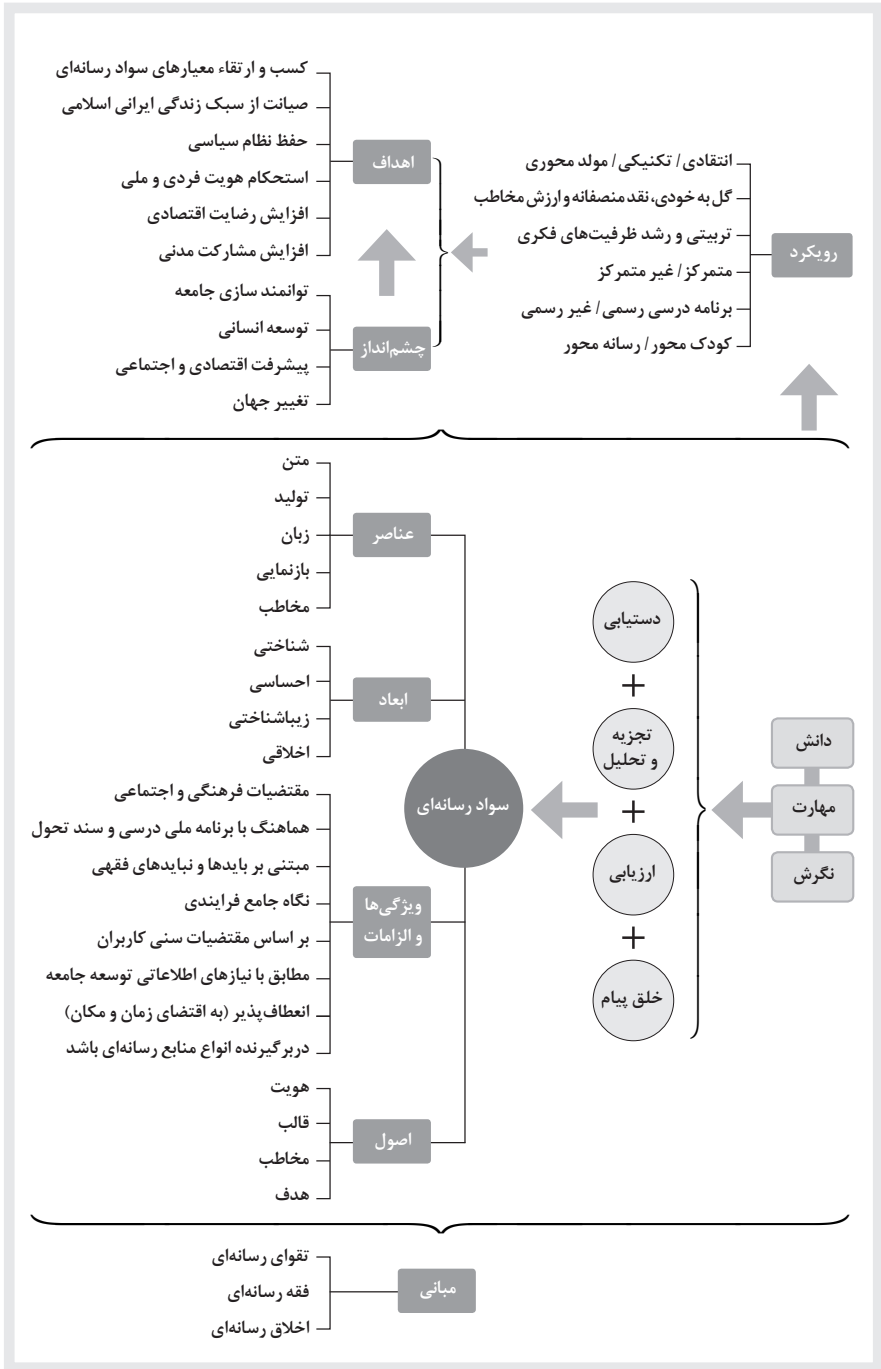 رویکرد
انتقادی / تکنیکی / مولد محوری
گل به خودی، نقد منصفانه و ارزش مخاطب
تربیتی و رشد ظرفیت‌های فکری
متمرکز / غیر متمرکز
برنامه درسی رسمی / غیر رسمی
کودک محور / رسانه محور
اهداف
کسب و ارتقاء معیارهای سواد رسانه‌ای
صیانت از سبک زندگی ایرانی اسلامی
حفظ نظام سیاسی
استحکام هویت فردی و ملی
افزایش رضایت اقتصادی
افزایش مشارکت مدنی
چشم‌انداز
توانمند سازی جامعه
توسعه انسانی
پیشرفت اقتصادی و اجتماعی
تغییر جهان
دانش
مهارت
نگرش
دستیابی
+
تجزیه
و تحلیل
+
ارزیابی
+
خلق پیام
سواد رسانه‌ای
عناصر
متن
تولید
زبان
بازنمایی
مخاطب
ابعاد
شناختی
احساسی
زیباشناختی
اخلاقی
ویژگی‌ها
و الزامات
مقتضیات فرهنگی و اجتماعی
هماهنگ با برنامه ملی درسی و سند تحول
مبتنی بر بایدها و نبایدهای فقهی
نگاه جامع فرایندی
بر اساس مقتضیات سنی کاربران
مطابق با نیازهای اطلاعاتی توسعه جامعه
انعطاف‌پذیر (به اقتضای زمان و مکان)
دربرگیرنده انواع منابع رسانه‌ای باشد
اصول
هویت
قالب
مخاطب
هدف
مبانی
تقوای رسانه‌ای
فقه رسانه‌ای
اخلاق رسانه‌ای